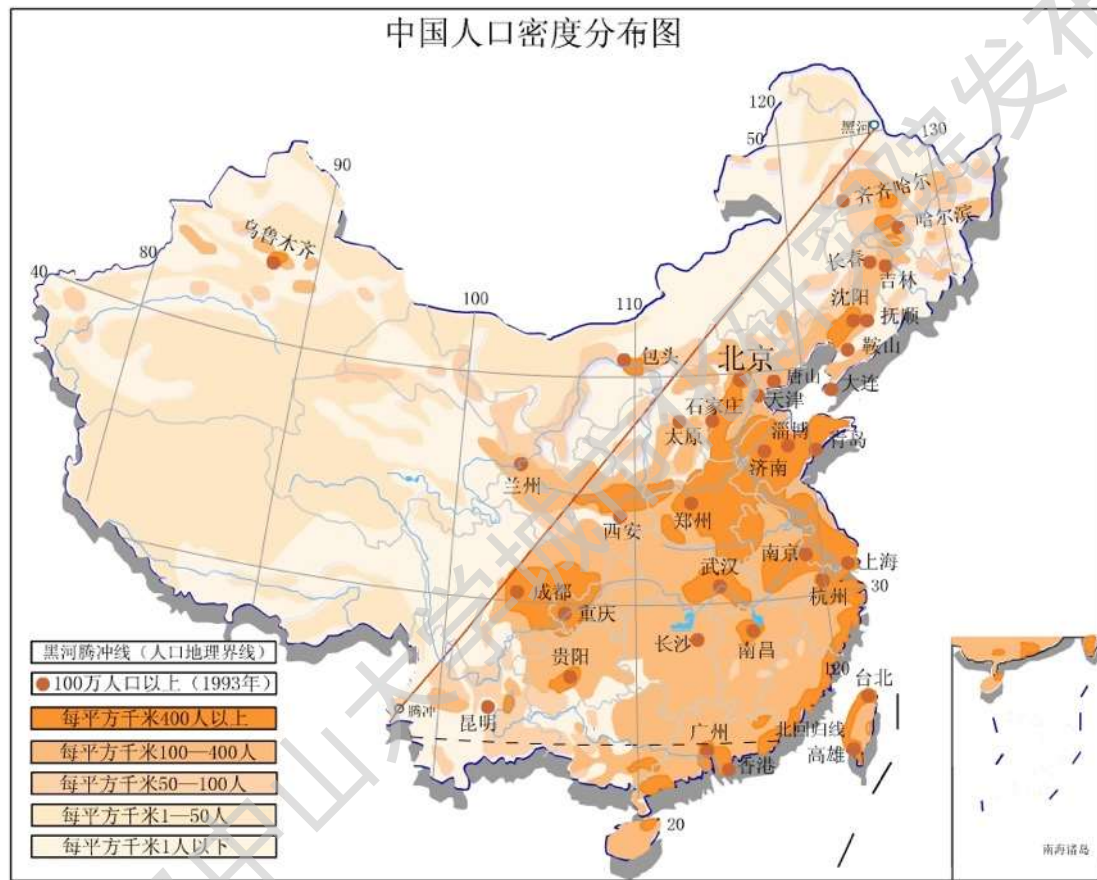 中国人口密度分布图
120
黑河
130
50
90
齐齐哈尔
哈尔滨
乌鲁木齐
80
长春
吉林
40
100
110
沈阳
抚顺
鞍山
包头
北京
唐山
大连
天津
石家庄
太原
淄博
青岛
济南
兰州
西安
郑州
南京
上海
武汉
成都
30
杭州
重庆
长沙
南昌
贵阳
120
台北
腾冲
昆明
广州
北回归线
高雄
香港
20
黑河腾冲线(人口地理界线)
100万人口以上(1993年)
每平方千米400人以上
每平方千米100—400人
每平方千米50—100人
每平方千米1—50人
每平方千米1人以下
南海诸岛